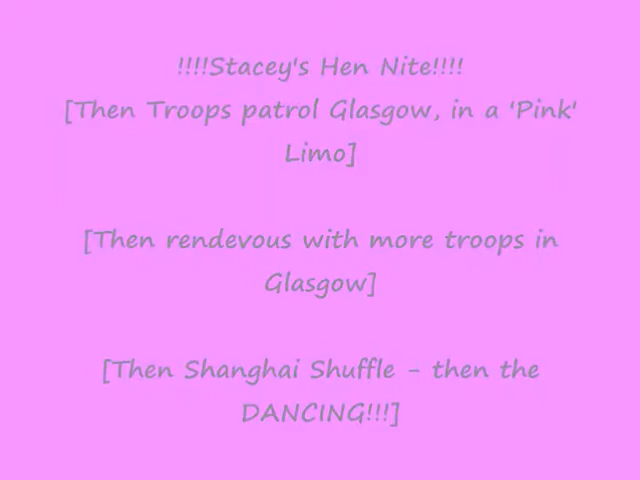 !!!!Stacey's Hen Nite!!!!
[Then Troops patrol Glasgow, in a 'Pink'
Limo]
[Then rendevous with more troops in
Glasgow]
[Then Shanghai Shuffle - then the
DANCING!!!]